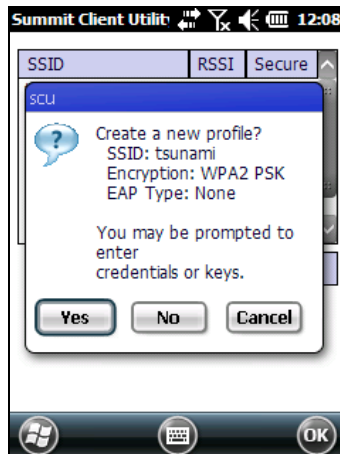 Summit Client Utilit 12:08
SSID RSSI Secure
scu
Create a new profile?
SSID: tsunami
Encryption: WPA2 PSK
EAP Type: None
You may be prompted to
enter
credentials or keys.
Yes No Cancel
OK